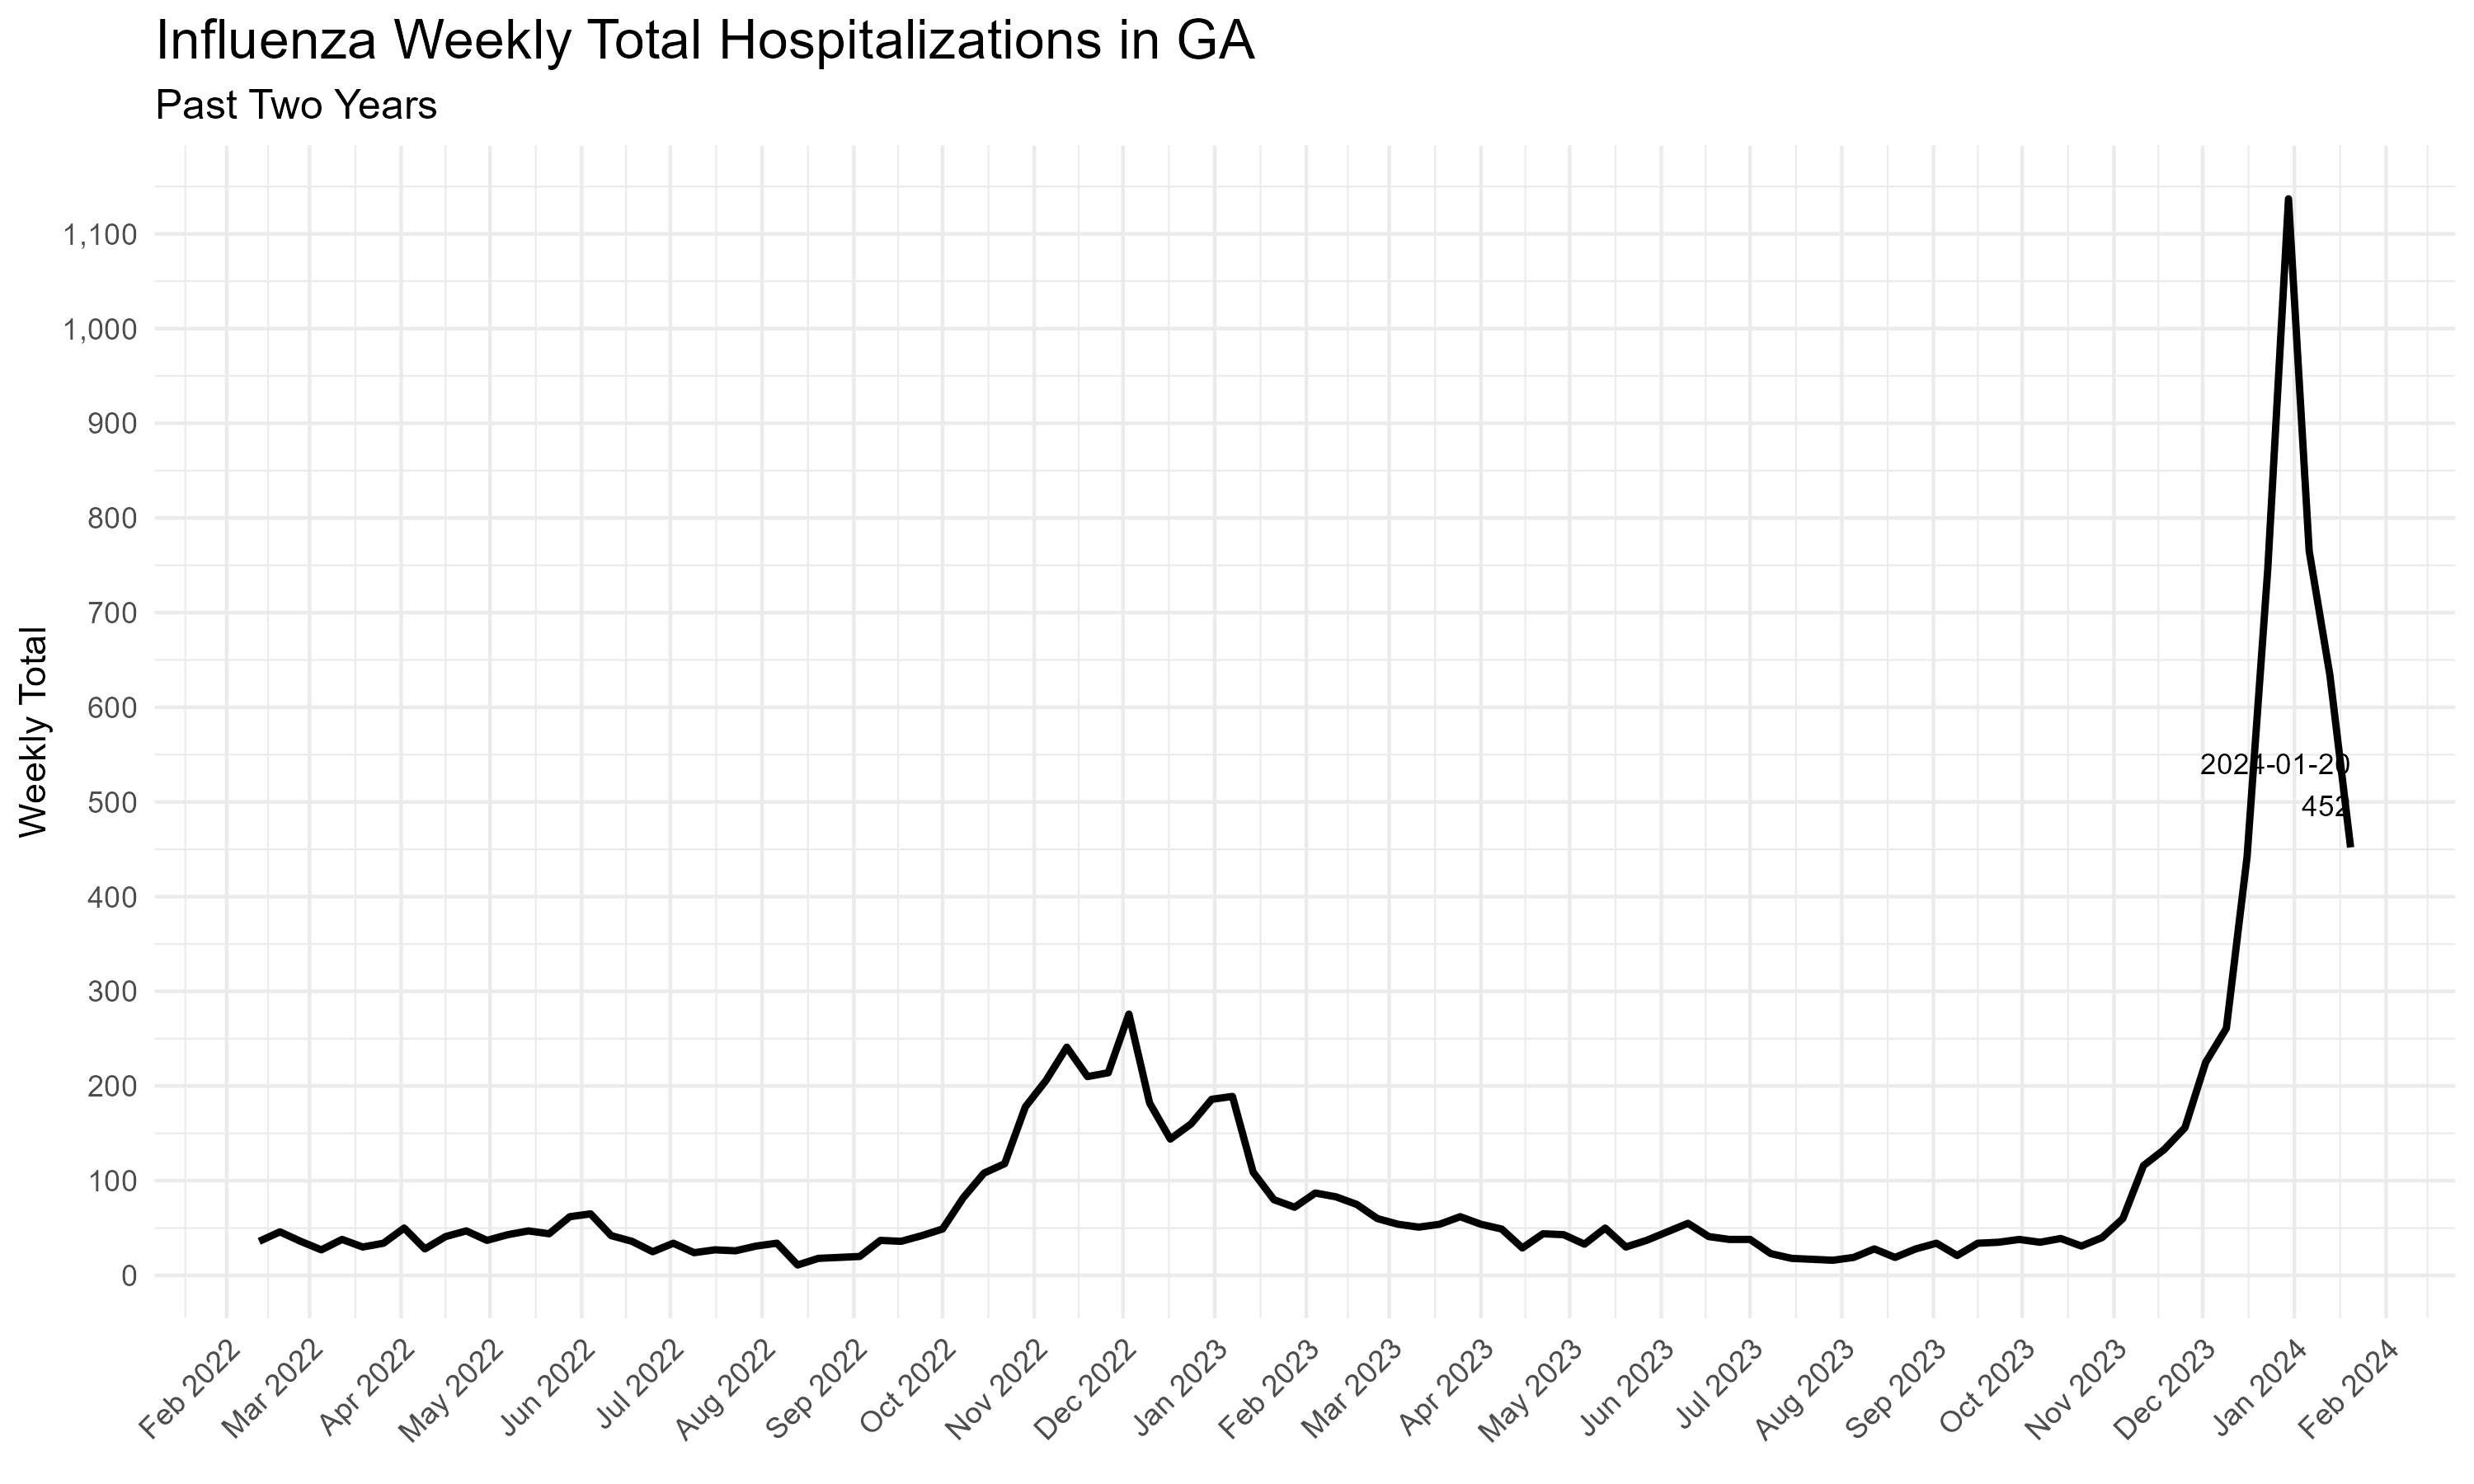 Influenza Weekly Total Hospitalizations in GA
Past Two Years
Weekly Total
1,100
1,000
900
800
700
600
500
400
300
200
100
0
2024-01-20
452
Feb 2022
Mar 2022
Apr 2022
May 2022
Jun 2022
Jul 2022
Aug 2022
Sep 2022
Oct 2022
Nov 2022
Dec 2022
Jan 2023
Feb 2023
Mar 2023
Apr 2023
May 2023
Jun 2023
Jul 2023
Aug 2023
Sep 2023
Oct 2023
Nov 2023
Dec 2023
Jan 2024
Feb 2024